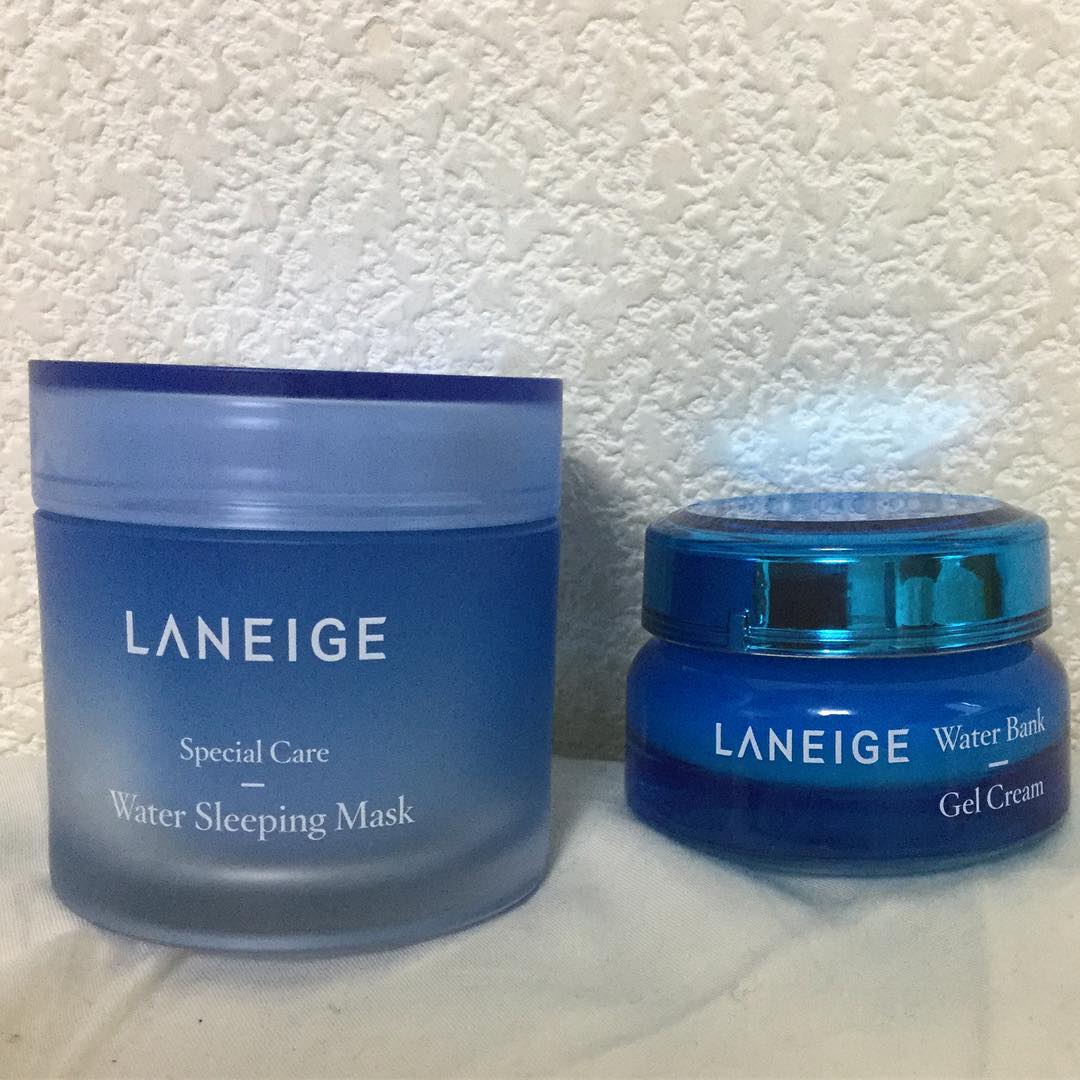 LANEIGE
Special Care
Water Sleeping Mask
LANEIGE
Water Bank
Gel Cream